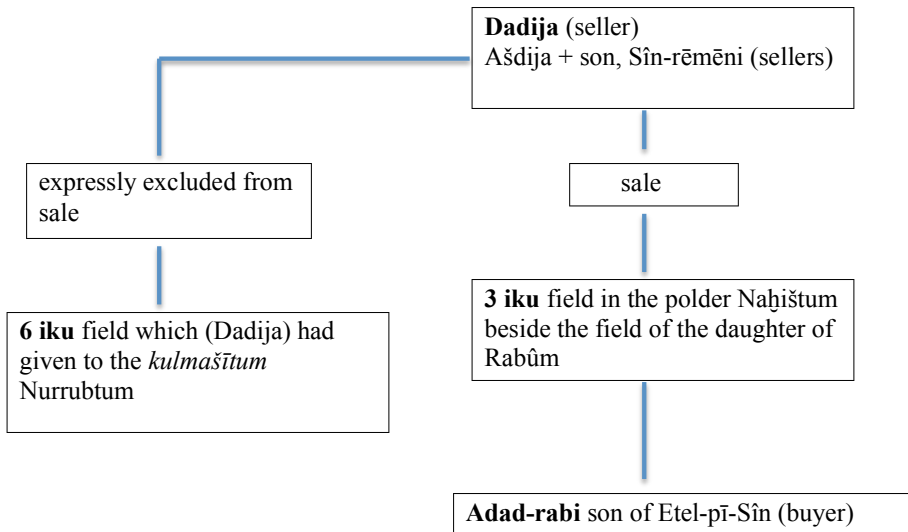 Dadija (seller)
Ašdija + son, Sîn-rēmēni (sellers)
expressly excluded from
sale
sale
6 iku field which (Dadija) had
given to the kulmašītum
Nurrubtum
3 iku field in the polder Naḫištum
beside the field of the daughter of
Rabûm
Adad-rabi son of Etel-pī-Sîn (buyer)